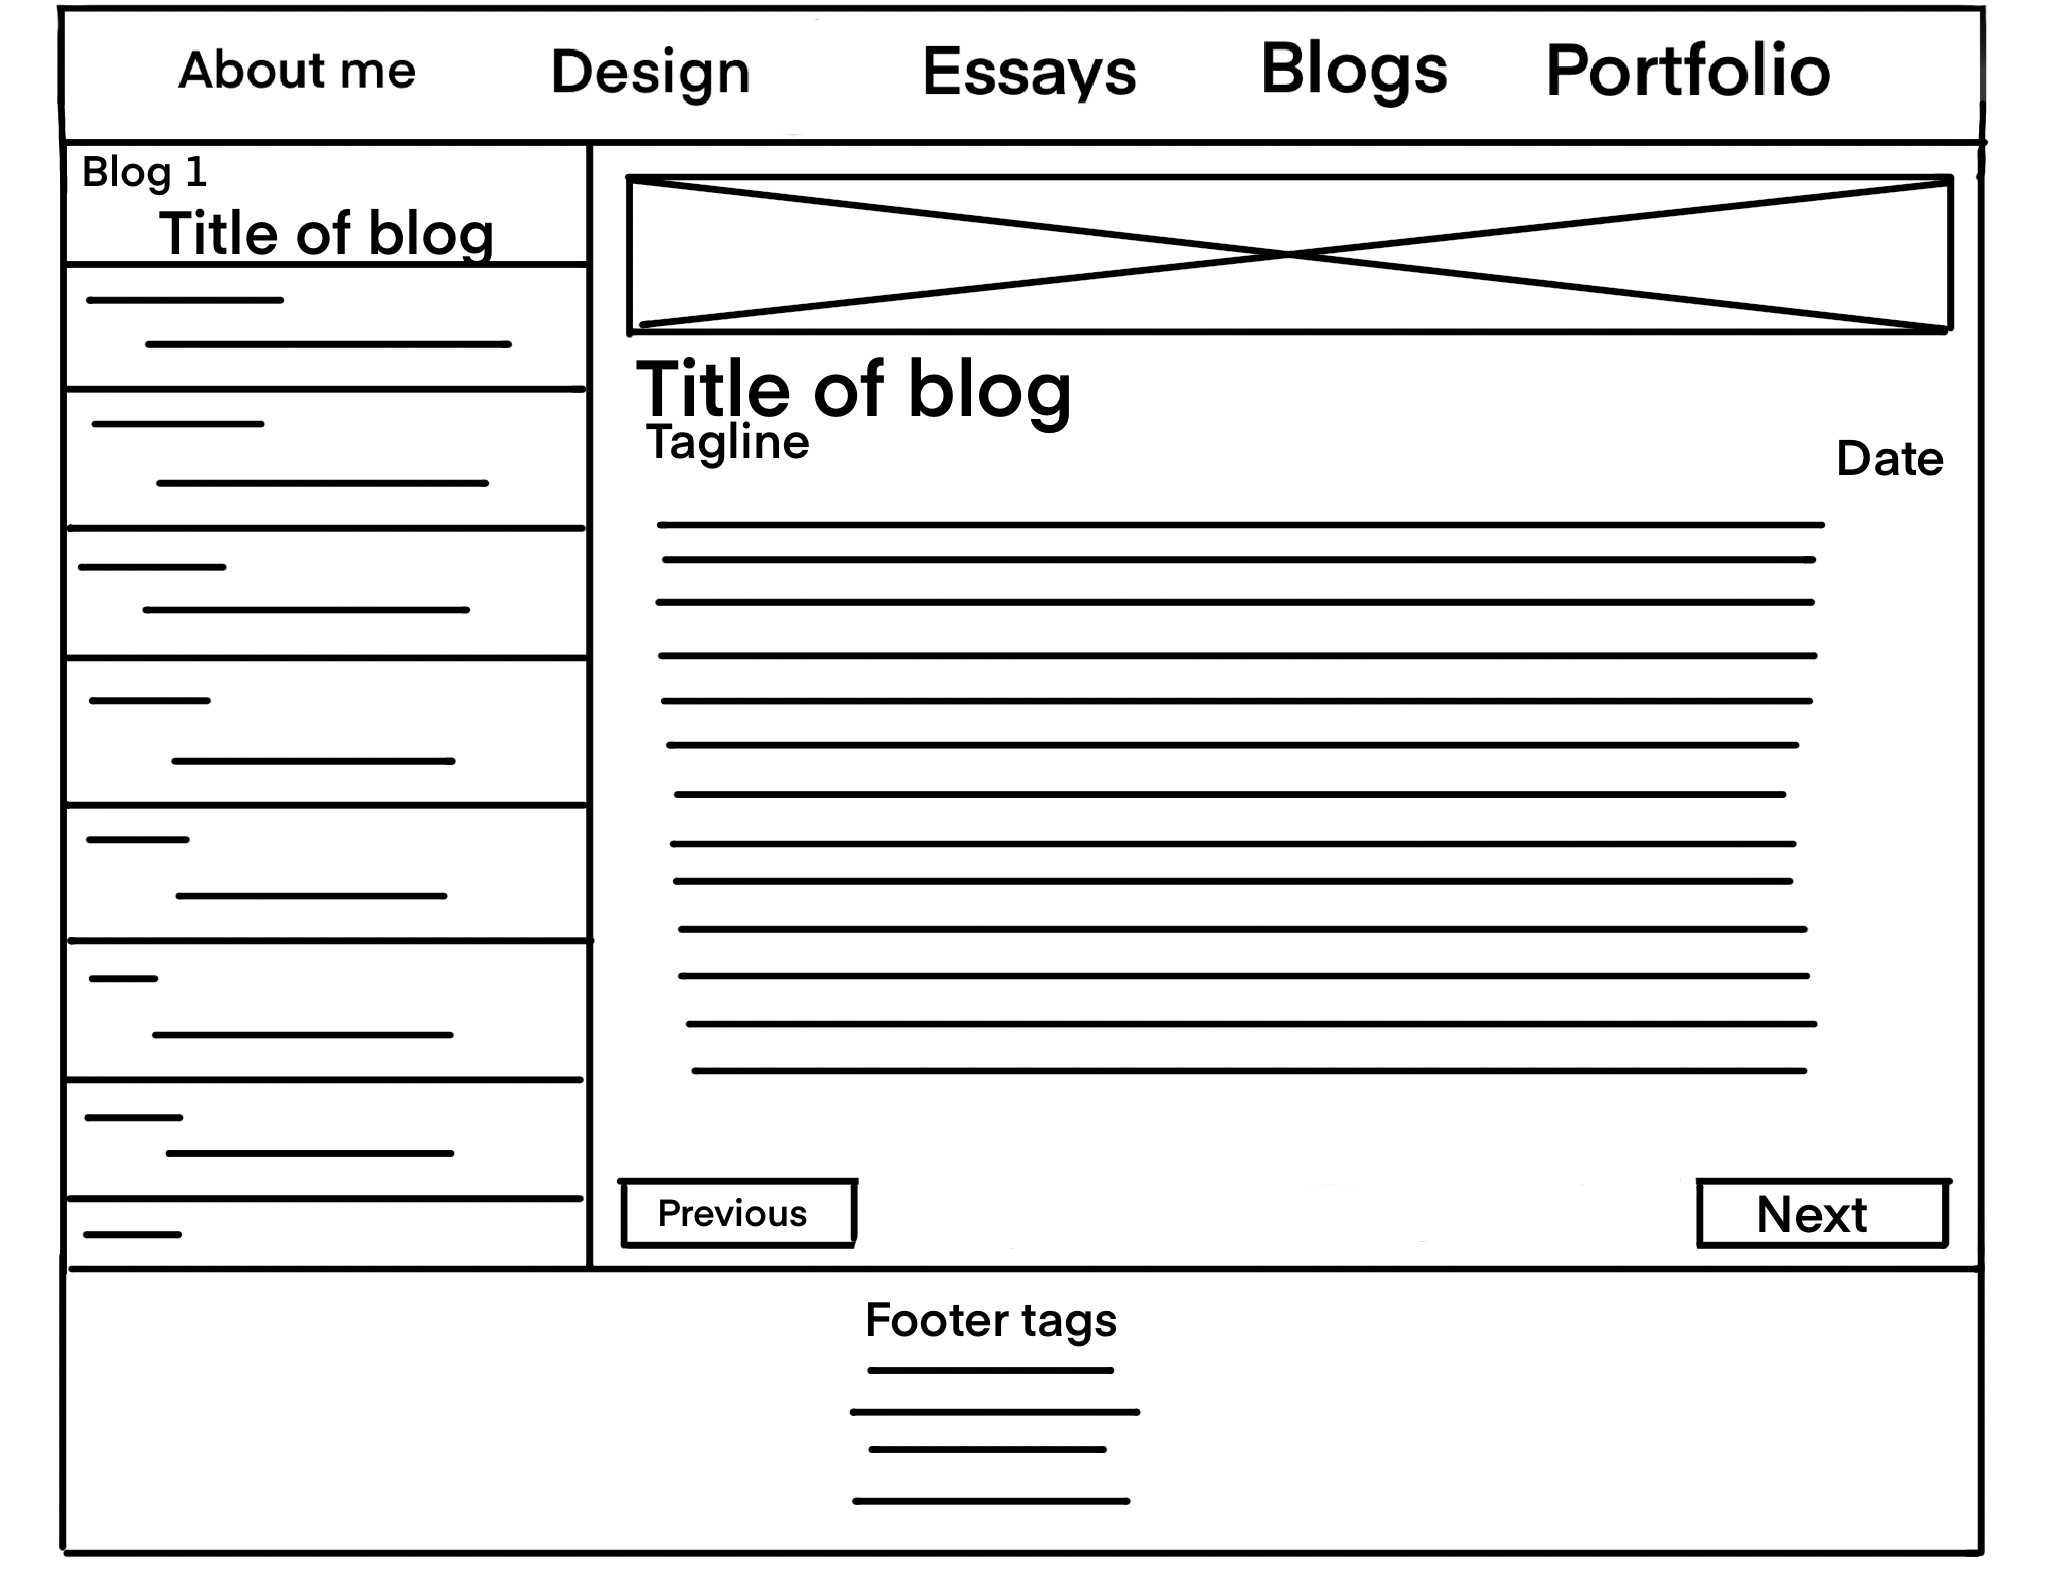 About me Design Essays Blogs Portfolio
Blog 1
Title of blog
Title of blog
Tagline
Date
Previous
Next
Footer tags